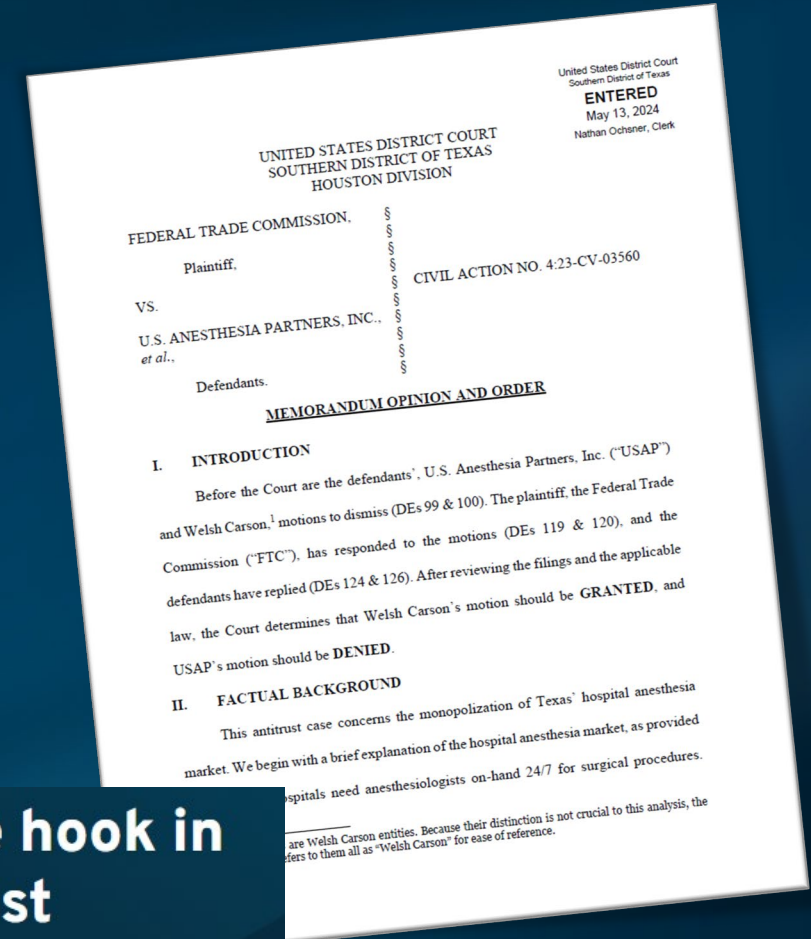 United States District Court
Southern District of Texas
ENTERED
May 13, 2024
Nathan Ochsner, Clerk
UNITED STATES DISTRICT COURT
SOUTHERN DISTRICT OF TEXAS
HOUSTON DIVISION
FEDERAL TRADE COMMISSION,
Plaintiff,
VS.
U.S. ANESTHESIA PARTNERS, INC.,
et al.,
Defendants.
§
§
§
§
§
§
§
§
§
§
CIVIL ACTION NO. 4:23-CV-03560
MEMORANDUM OPINION AND ORDER
I. INTRODUCTION
Before the Court are the defendants’, U.S. Anesthesia Partners, Inc. (“USAP”)
and Welsh Carson,1 motions to dismiss (DEs 99 & 100). The plaintiff, the Federal Trade
Commission (“FTC”), has responded to the motions (DEs 119 & 120), and the
defendants have replied (DEs 124 & 126). After reviewing the filings and the applicable
law, the Court determines that Welsh Carson’s motion should be GRANTED, and
USAP’s motion should be DENIED.
II. FACTUAL BACKGROUND
This antitrust case concerns the monopolization of Texas’ hospital anesthesia
market. We begin with a brief explanation of the hospital anesthesia market, as provided
spitals need anesthesiologists on-hand 24/7 for surgical procedures.
are Welsh Carson entities. Because their distinction is not crucial to this analysis, the
fers to them all as “Welsh Carson” for ease of reference.
hook in
st